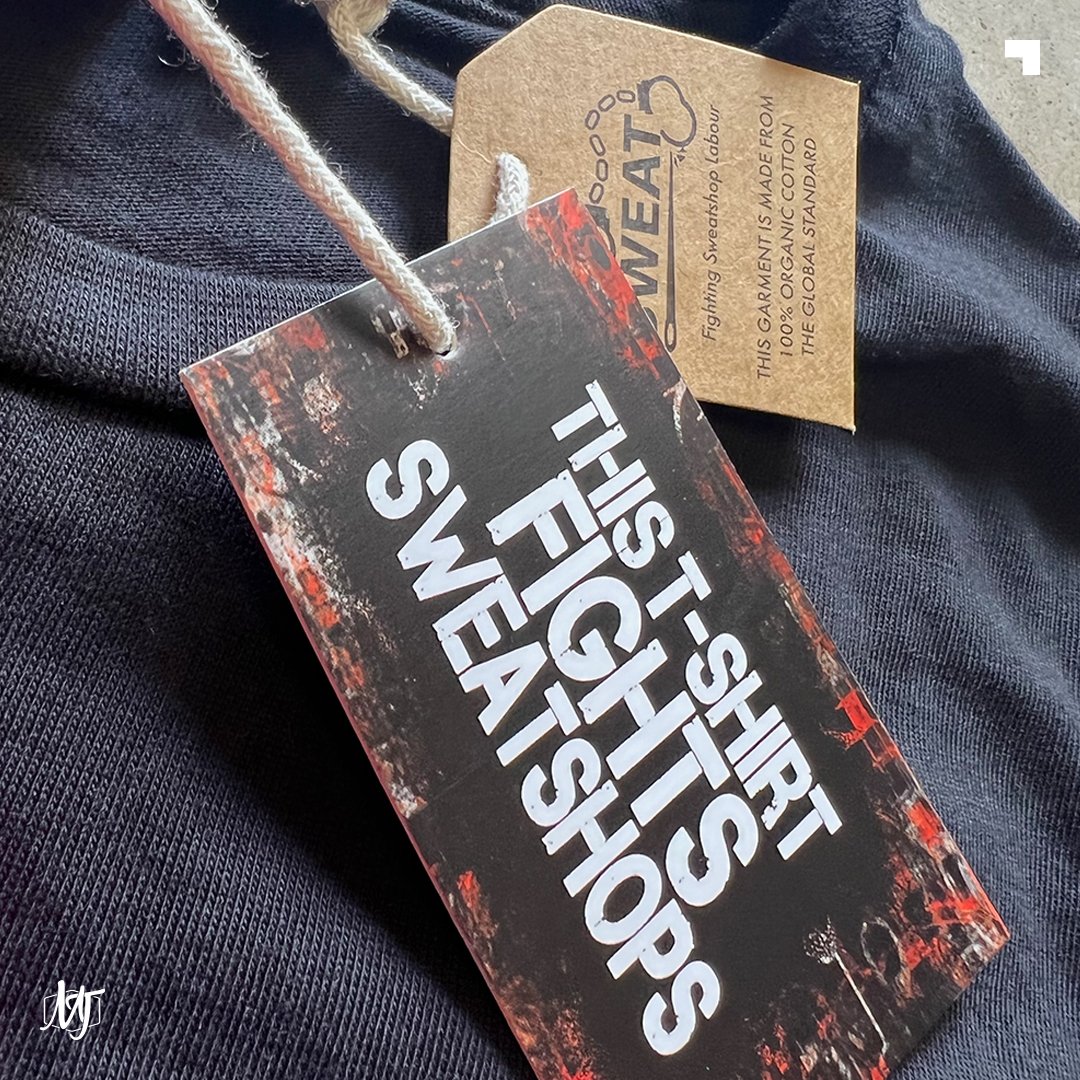 SWEAT
Fighting Sweatshop Labour
THIS GARMENT IS MADE FROM
100% ORGANIC COTTON
THE GLOBAL STANDARD
THIS T-SHIRT
FIGHTS
SWEATSHOPS